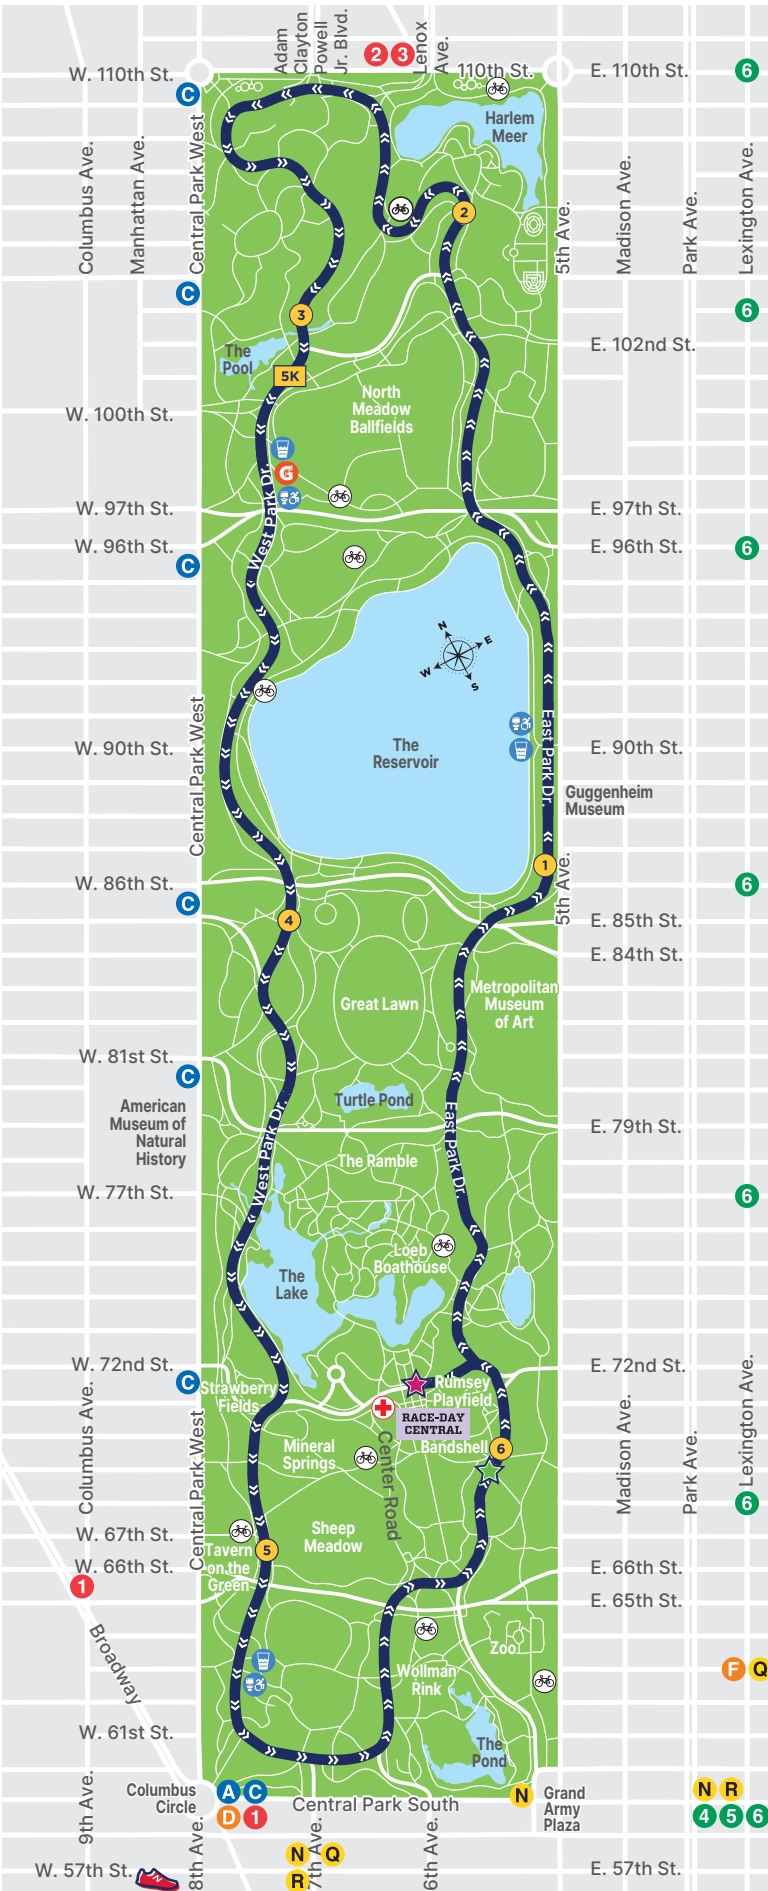 Adam
Clayton
Powell
Jr. Blvd.
2 3
Lenox
Ave.
W. 110th St.
110th St.
E. 110th St.
6
C
Harlem
Meer
Columbus Ave.
Manhattan Ave.
Central Park West
5th Ave.
Madison Ave.
Park Ave.
Lexington Ave.
2
C
3
6
The
Pool
E. 102nd St.
5K
North
Meadow
Ballfields
W. 100th St.
G
West Park Dr.
W. 97th St.
E. 97th St.
W. 96th St.
E. 96th St.
6
C
N
E
W
S
Central Park West
East Park Dr.
W. 90th St.
The
Reservoir
E. 90th St.
Guggenheim
Museum
1
5th Ave.
W. 86th St.
6
C
4
E. 85th St.
E. 84th St.
Great Lawn
Metropolitan
Museum
of Art
W. 81st St.
C
American
Museum of
Natural
History
Turtle Pond
West Park Dr.
East Park Dr.
E. 79th St.
The Ramble
W. 77th St.
6
Loeb
Boathouse
The
Lake
W. 72nd St.
E. 72nd St.
C
Strawberry
Fields
Rumsey
Playfield
RACE-DAY
CENTRAL
Columbus Ave.
Central Park West
Mineral
Springs
Center Road
Bandshell
6
Madison Ave.
Park Ave.
Lexington Ave.
6
W. 67th St.
Sheep
Meadow
Tavern
on the
Green
5
W. 66th St.
E. 66th St.
1
E. 65th St.
Broadway
Zoo
Wollman
Rink
F Q
W. 61st St.
The
Pond
Columbus
Circle
A C
D 1
Central Park South
N
Grand
Army
Plaza
N R
4 5 6
9th Ave.
8th Ave.
N Q
R
7th Ave.
6th Ave.
W. 57th St.
E. 57th St.